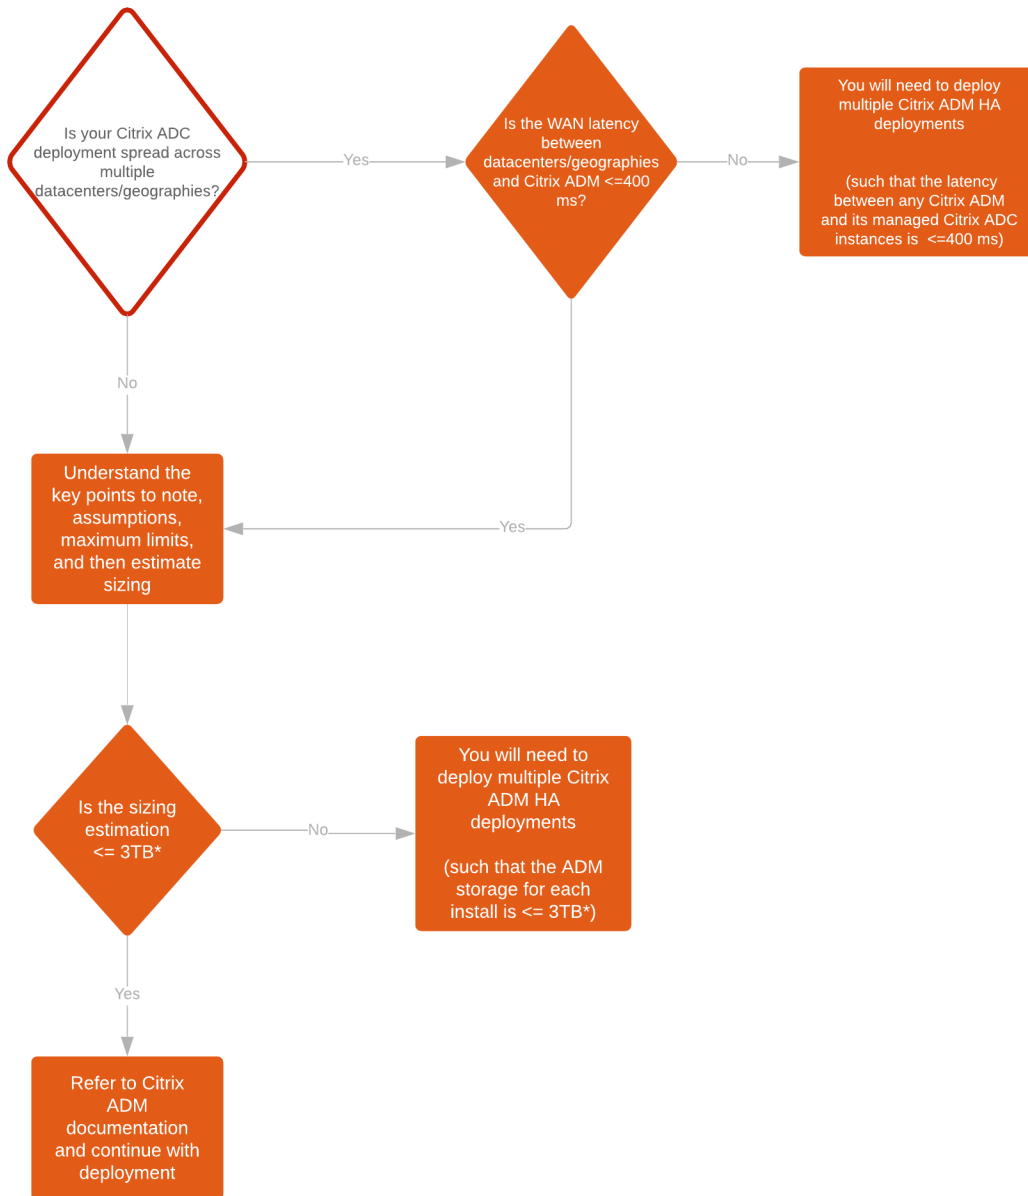 Is your Citrix ADC
deployment spread across
multiple
datacenters/geographies?
Yes
Is the WAN latency
between
datacenters/geographies
and Citrix ADM <=400
ms?
No
You will need to deploy
multiple Citrix ADM HA
deployments
(such that the latency
between any Citrix ADM
and its managed Citrix ADC
instances is  <=400 ms)
No
Yes
Understand the
key points to note,
assumptions,
maximum limits,
and then estimate
sizing
Is the sizing
estimation
<= 3TB*
No
You will need to
deploy multiple Citrix
ADM HA
deployments
(such that the ADM
storage for each
install is <= 3TB*)
Yes
Refer to Citrix
ADM
documentation
and continue with
deployment